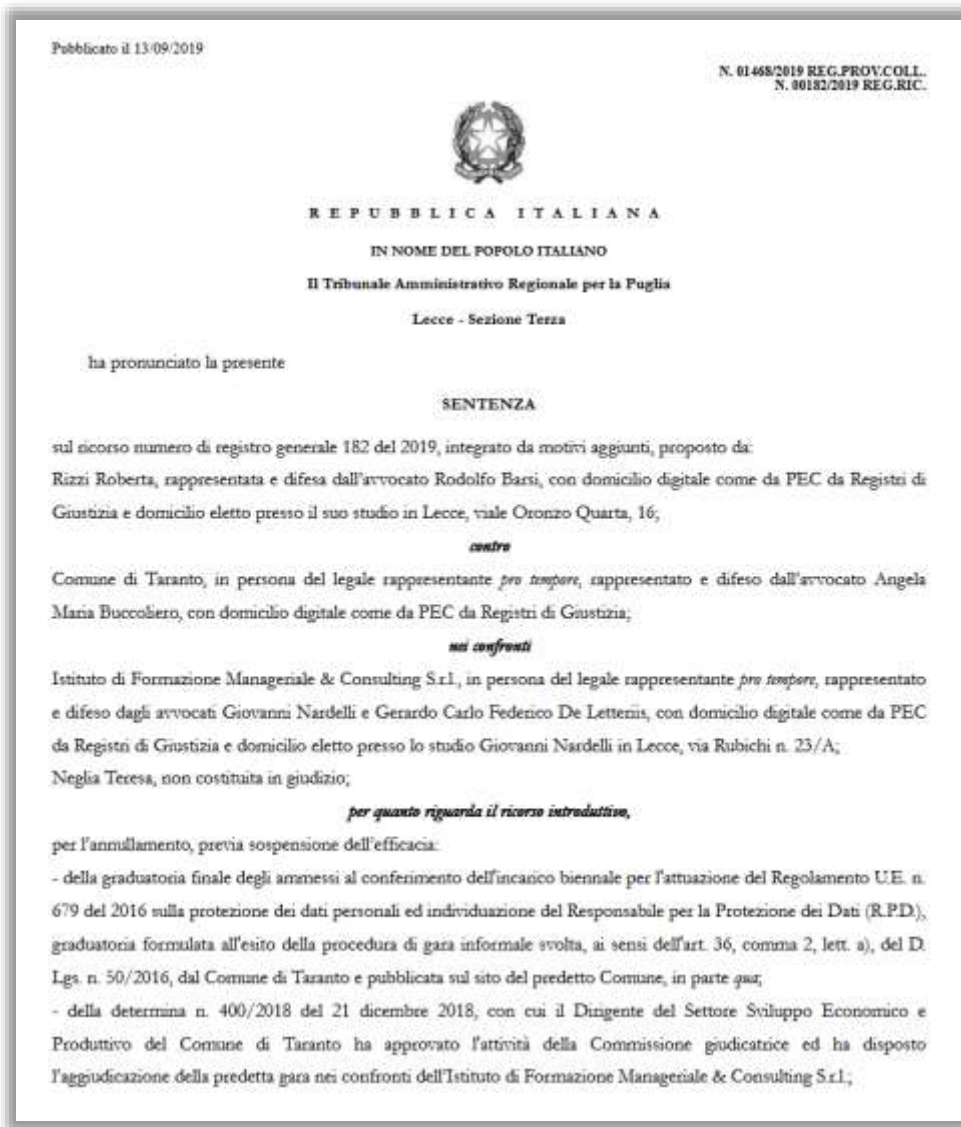 Pubblicato il 13/09/2019
N. 01468/2019 REG.PROV.COLL.
N. 00182/2019 REG.RIC.
REPUBBLICA ITALIANA
IN NOME DEL POPOLO ITALIANO
Il Tribunale Amministrativo Regionale per la Puglia
Lecce - Sezione Terza
ha pronunciato la presente
SENTENZA
sul ricorso numero di registro generale 182 del 2019, integrato da motivi aggiunti, proposto da:
Rizzi Roberta, rappresentata e difesa dall'avvocato Rodolfo Barsi, con domicilio digitale come da PEC da Registri di
Giustizia e domicilio eletto presso il suo studio in Lecce, viale Oronzo Quarta, 16;
contro
Comune di Taranto, in persona del legale rappresentante pro tempore, rappresentato e difeso dall'avvocato Angela
Maria Buccoliero, con domicilio digitale come da PEC da Registri di Giustizia;
nei confronti
Istituto di Formazione Manageriale & Consulting S.r.l., in persona del legale rappresentante pro tempore, rappresentato
e difeso dagli avvocati Giovanni Nardelli e Gerardo Carlo Federico De Letteriis, con domicilio digitale come da PEC
da Registri di Giustizia e domicilio eletto presso lo studio Giovanni Nardelli in Lecce, via Rubichi n. 23/A;
Neglia Teresa, non costituita in giudizio;
per quanto riguarda il ricorso introduttivo,
per l'annullamento, previa sospensione dell'efficacia:
- della graduatoria finale degli ammessi al conferimento dell'incarico biennale per l'attuazione del Regolamento U.E. n.
679 del 2016 sulla protezione dei dati personali ed individuazione del Responsabile per la Protezione dei Dati (R.P.D.),
graduatoria formulata all'esito della procedura di gara informale svolta, ai sensi dell'art. 36, comma 2, lett. a), del D.
Lgs. n. 50/2016, dal Comune di Taranto e pubblicata sul sito del predetto Comune, in parte qua;
- della determina n. 400/2018 del 21 dicembre 2018, con cui il Dirigente del Settore Sviluppo Economico e
Produttivo del Comune di Taranto ha approvato l'attività della Commissione giudicatrice ed ha disposto
l'aggiudicazione della predetta gara nei confronti dell'Istituto di Formazione Manageriale & Consulting S.r.l.;